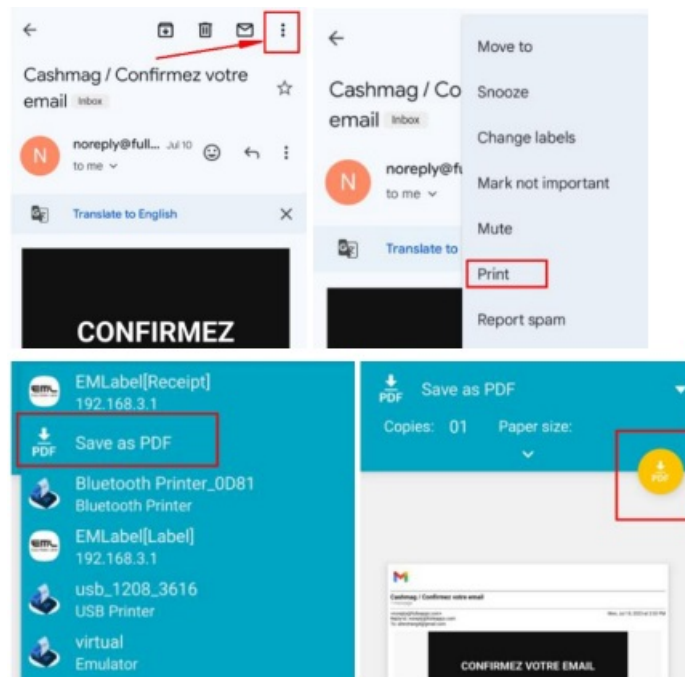 Cashmag / Confirmez votre
email Inbox
N
noreply@full... Jul 10
to me
Translate to English
CONFIRMEZ
Cashmag / Co
email Inbox
N
noreply@fu
to me
Translate to
Move to
Snooze
Change labels
Mark not important
Mute
Print
Report spam
EML
EMLabel[Receipt]
192.168.3.1
PDF
Save as PDF
Bluetooth Printer_0D81
Bluetooth Printer
EML
EMLabel[Label]
192.168.3.1
usb_1208_3616
USB Printer
virtual
Emulator
PDF
Save as PDF
Copies: 01 Paper size:
PDF
M
Cashmag / Confirmez votre email
CONFIRMEZ VOTRE EMAIL